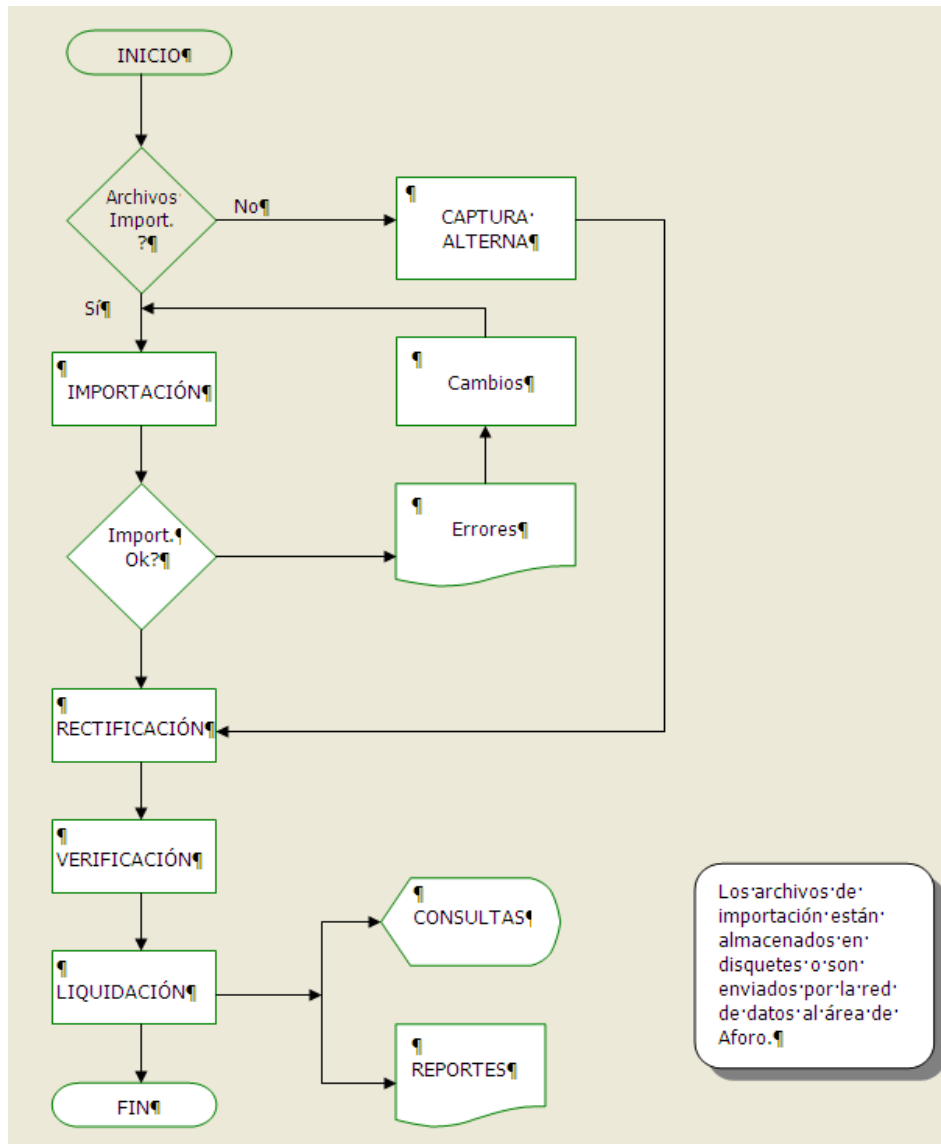 INICIO¶
Archivos·
Import.
?¶
No¶
¶
CAPTURA·
ALTERNA¶
Sí¶
¶
IMPORTACIÓN¶
¶
Cambios¶
Import.¶
Ok?¶
¶
Errores¶
¶
RECTIFICACIÓN¶
¶
VERIFICACIÓN¶
¶
CONSULTAS¶
¶
LIQUIDACIÓN¶
¶
REPORTES¶
FIN¶
Los·archivos·de·
importación·están·
almacenados·en·
disquetes·o·son·
enviados·por·la·red·
de·datos·al·área·de·
Aforo.¶